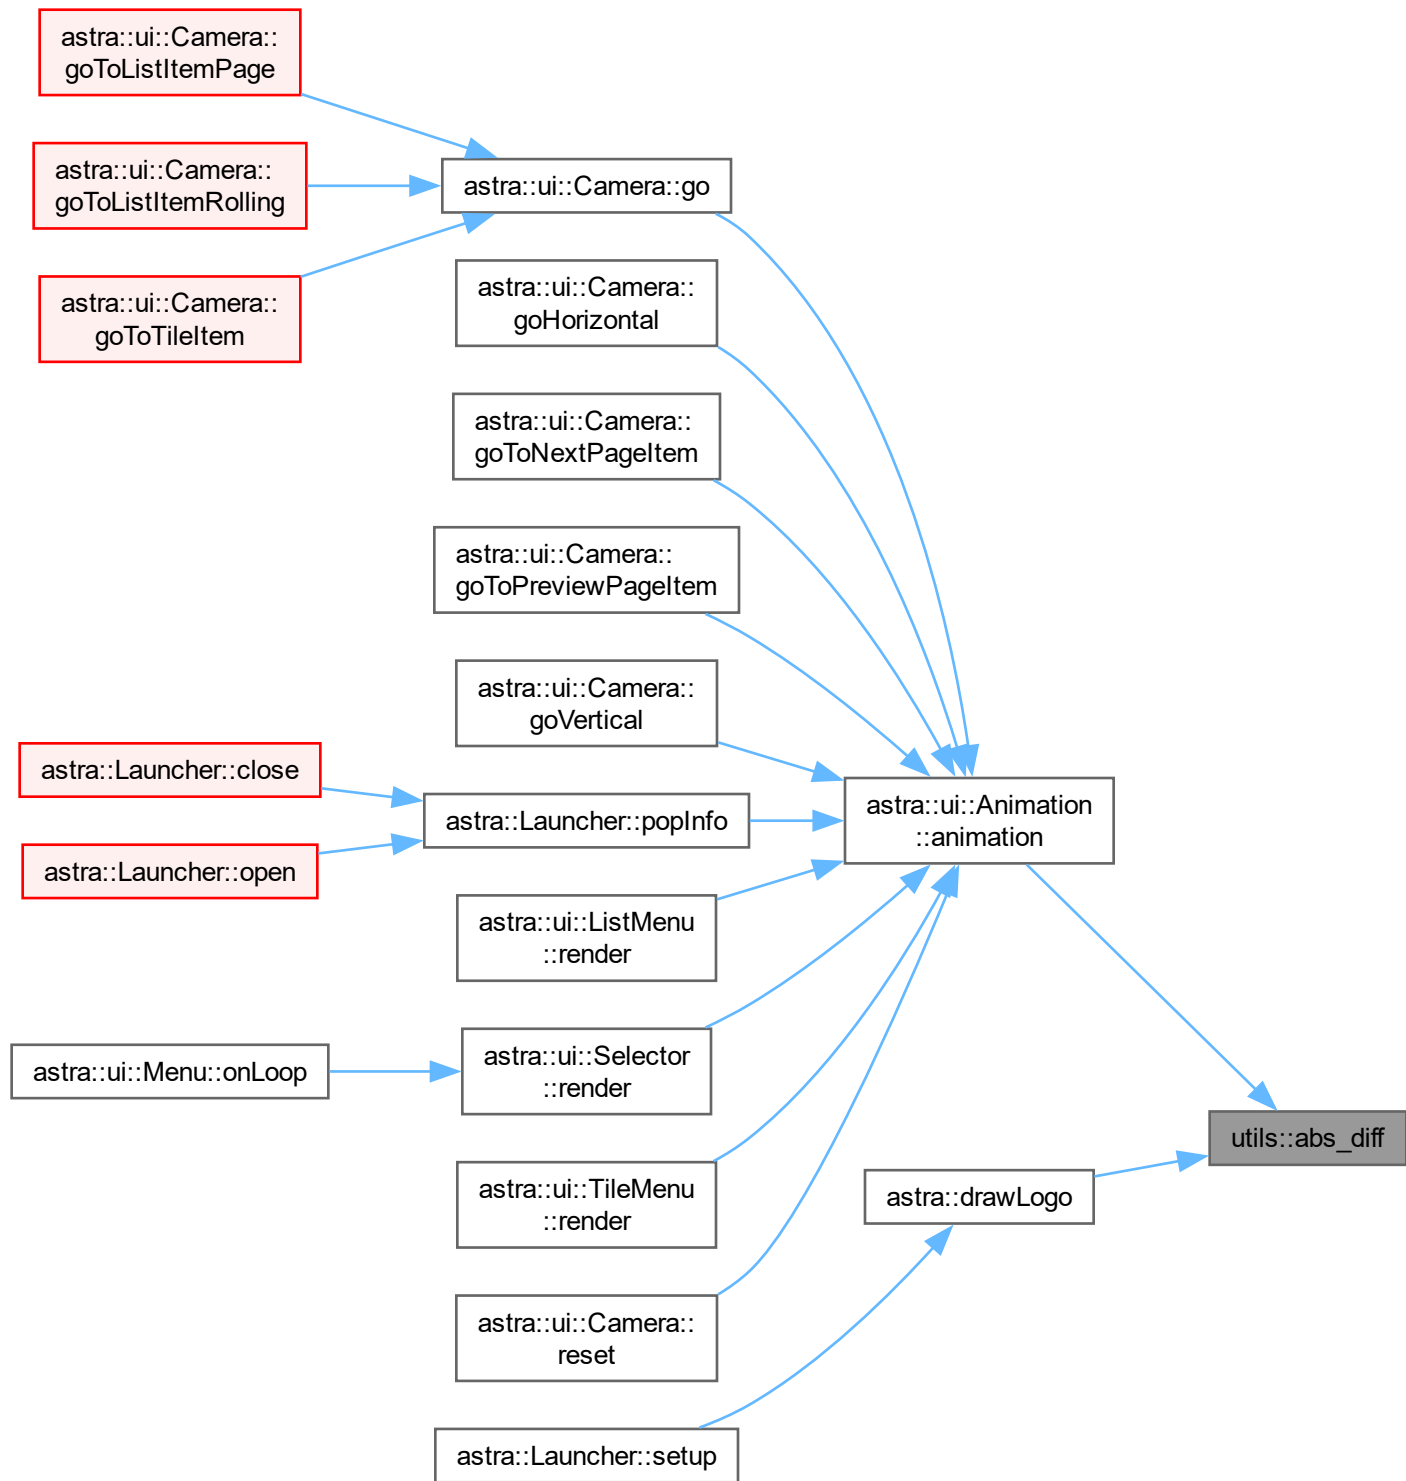 astra::ui::Camera::
goToListItemPage
astra::ui::Camera::go
astra::ui::Camera::
goToListItemRolling
astra::ui::Camera::
goToTileItem
astra::ui::Camera::
goHorizontal
astra::ui::Camera::
goToNextPageItem
astra::ui::Camera::
goToPreviewPageItem
astra::ui::Camera::
goVertical
astra::Launcher::close
astra::Launcher::popInfo
astra::ui::Animation
::animation
astra::Launcher::open
astra::ui::ListMenu
::render
astra::ui::Menu::onLoop
astra::ui::Selector
::render
utils::abs_diff
astra::ui::TileMenu
::render
astra::drawLogo
astra::ui::Camera::
reset
astra::Launcher::setup